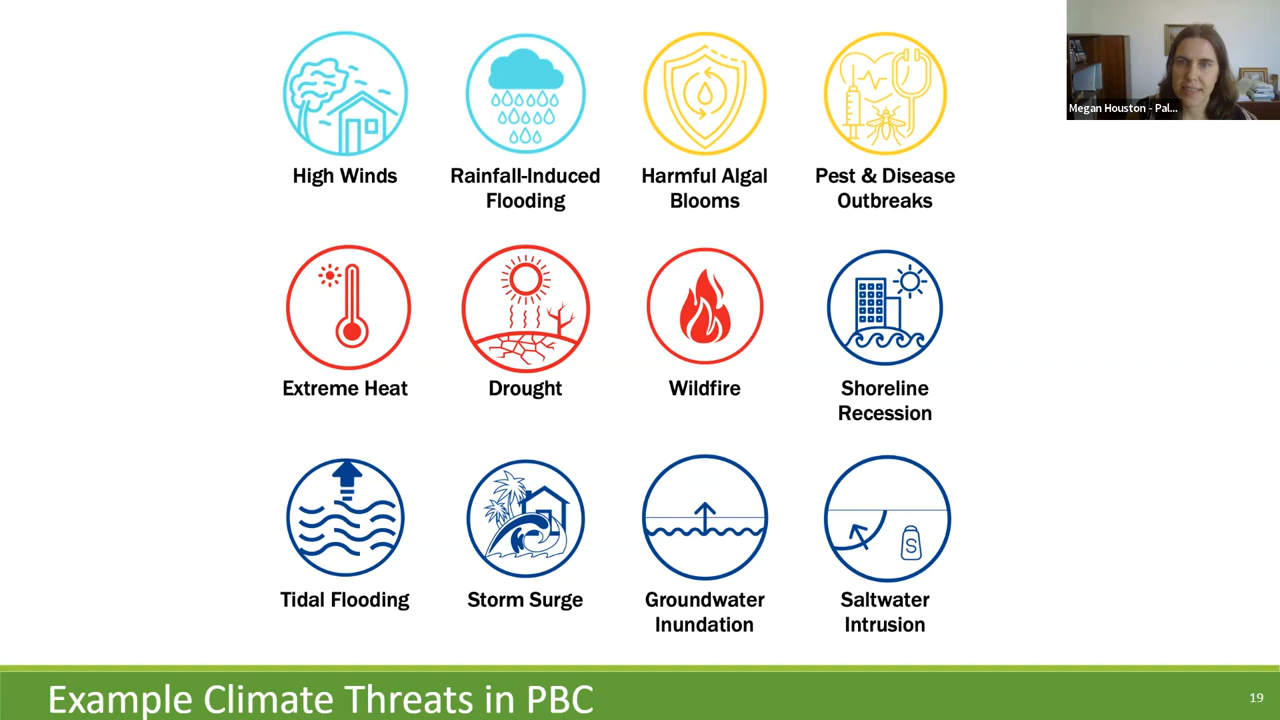 Megan Houston - Pal...
High Winds
Rainfall-Induced
Flooding
Harmful Algal
Blooms
Pest & Disease
Outbreaks
Extreme Heat
Drought
Wildfire
Shoreline
Recession
S
Tidal Flooding
Storm Surge
Groundwater
Inundation
Saltwater
Intrusion
Example Climate Threats in PBC
19